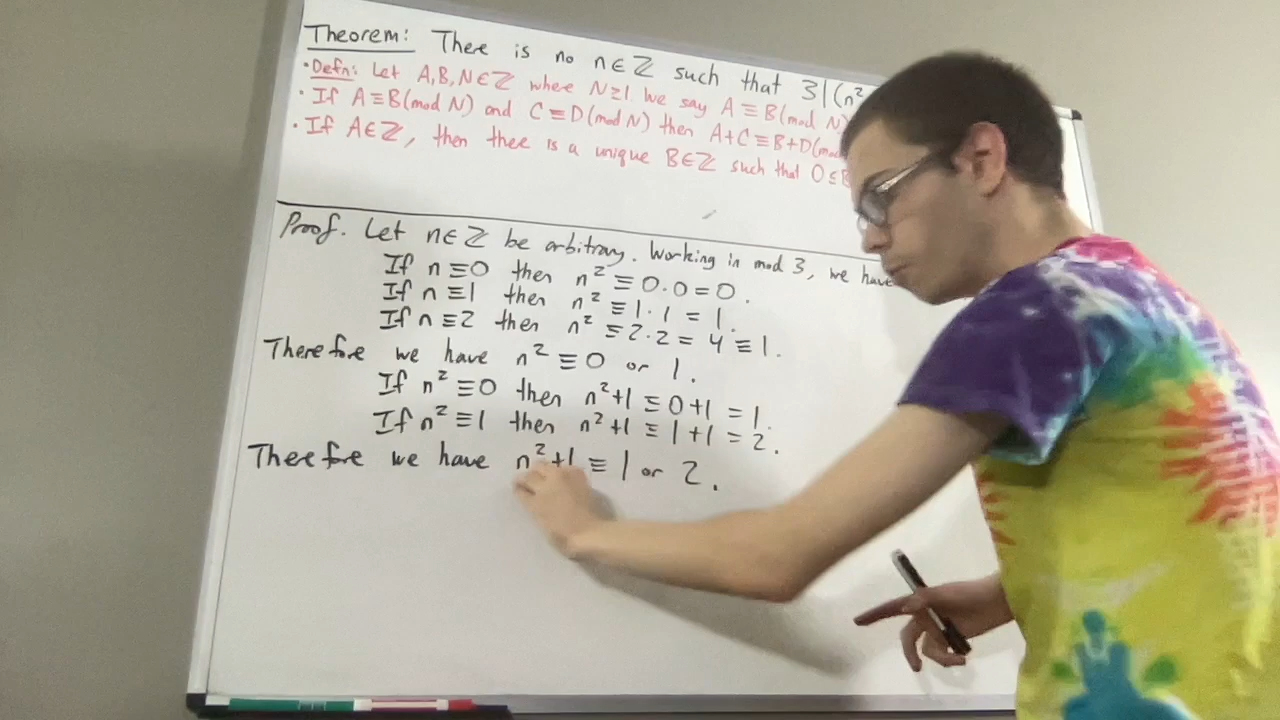 Theorem: There is no n∈ℤ such that 3|(n²
• Defn: Let A,B,N∈ℤ where N≥1. We say A≡B(mod N)
• If A≡B(mod N) and C≡D(mod N) then A+C≡B+D(mod
• If A∈ℤ, then thee is a unique B∈ℤ such that 0≤B
Proof. Let n∈ℤ be arbitrary. Working in mod 3, we have
If n≡0 then n²≡0·0=0.
If n≡1 then n²≡1·1=1.
If n≡2 then n²≡2·2=4≡1.
Therefore we have n²≡0 or 1.
If n²≡0 then n²+1≡0+1=1.
If n²≡1 then n²+1≡1+1=2.
Therefore we have n²+1≡1 or 2.